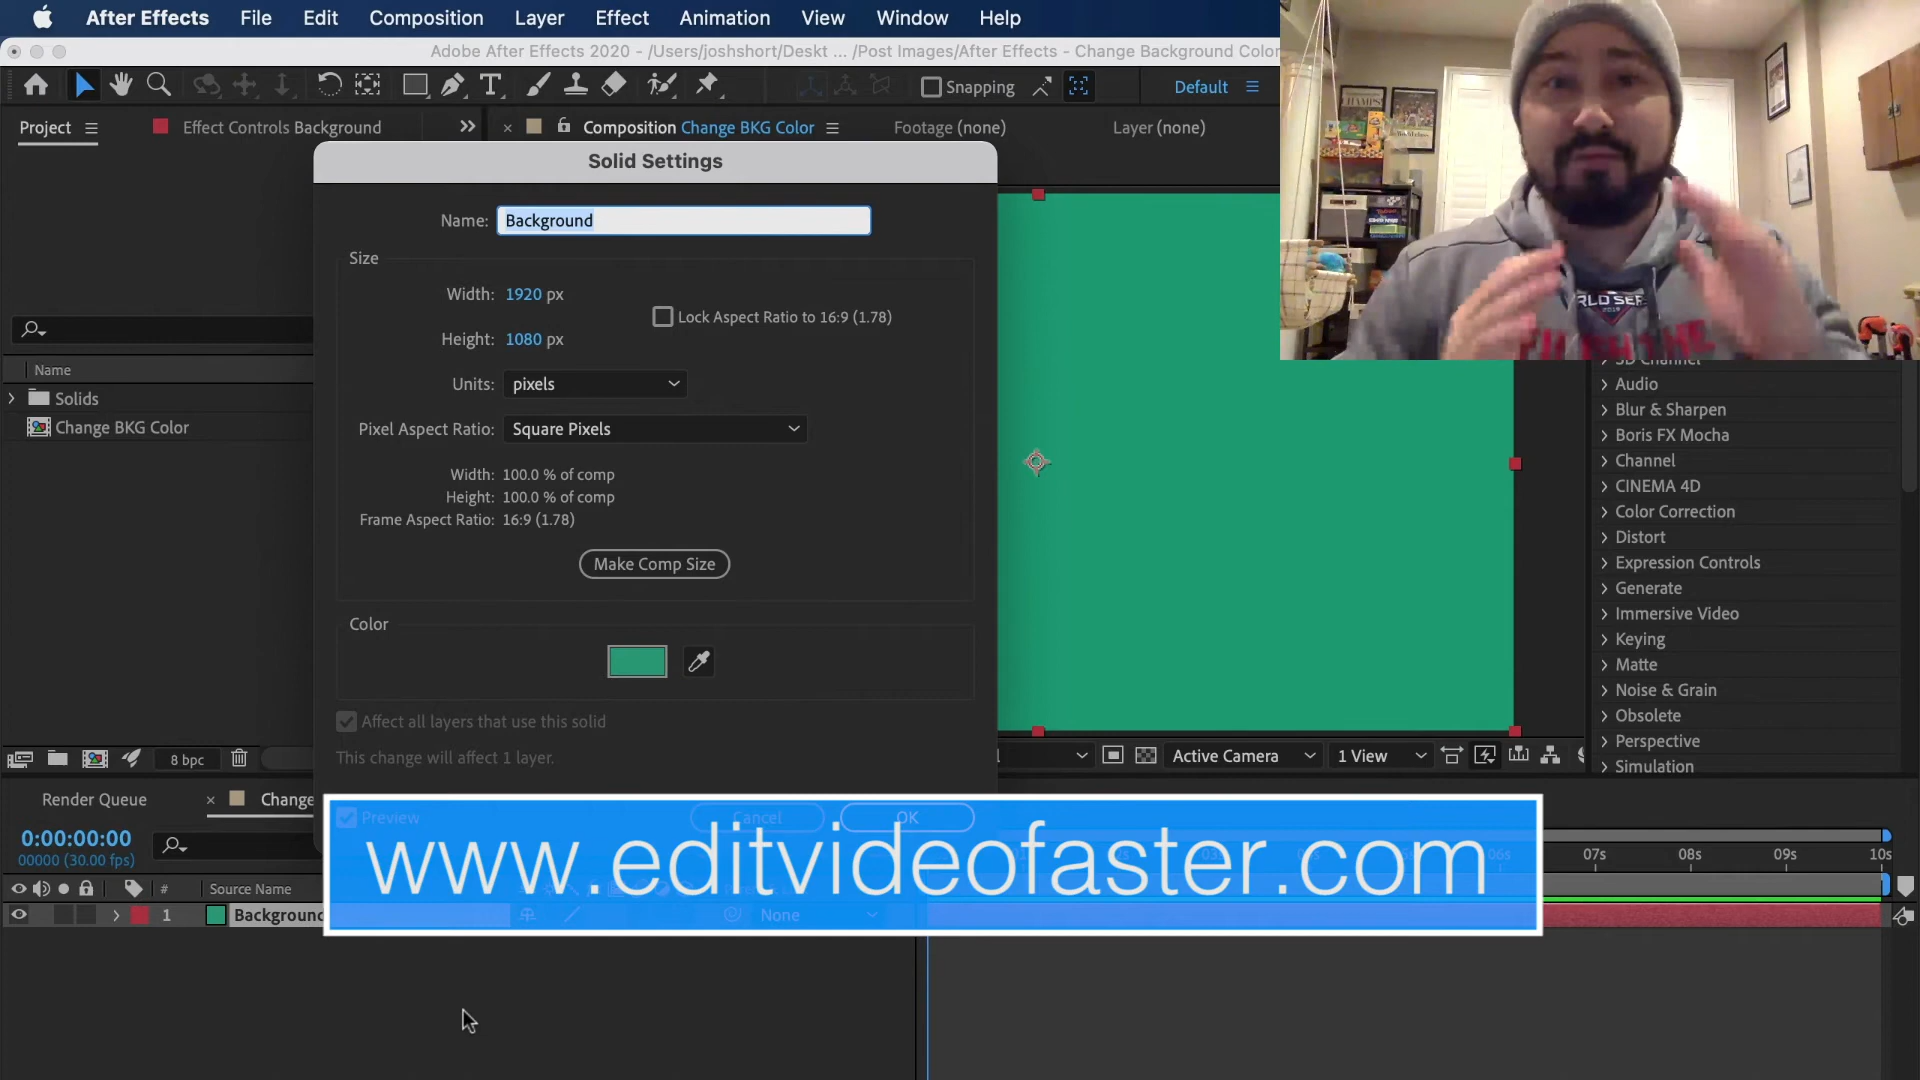 After Effects File Edit Composition Layer Effect Animation View Window Help
Adobe After Effects 2020 - /Users/joshshort/Deskt ... /Post Images/After Effects - Change Background Color
Snapping Default
Project Effect Controls Background Composition Change BKG Color Footage (none) Layer (none)
Solid Settings
Name: Background
Size
Width: 1920 px
Lock Aspect Ratio to 16:9 (1.78)
Height: 1080 px
Units: pixels
Pixel Aspect Ratio: Square Pixels
Width: 100.0 % of comp
Height: 100.0 % of comp
Frame Aspect Ratio: 16:9 (1.78)
Make Comp Size
Color
Affect all layers that use this solid
This change will affect 1 layer.
Preview Cancel OK
Name
Solids
Change BKG Color
8 bpc
3D Channel
Audio
Blur & Sharpen
Boris FX Mocha
Channel
CINEMA 4D
Color Correction
Distort
Expression Controls
Generate
Immersive Video
Keying
Matte
Noise & Grain
Obsolete
Perspective
Simulation
Active Camera 1 View
Render Queue Change
0:00:00:00
00000 (30.00 fps)
# Source Name
1 Background None
07s 08s 09s 10s
www.editvideofaster.com